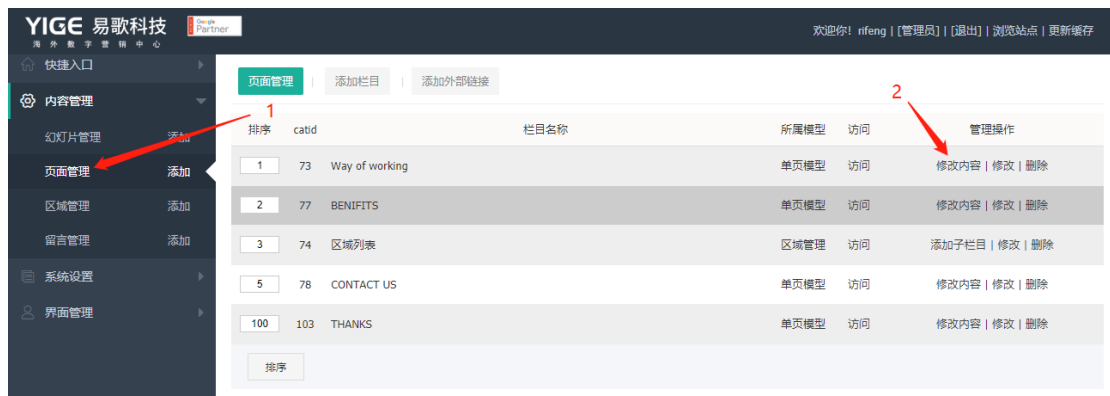 YIGE 易歌科技 Google Partner
海外数字营销中心
欢迎你！rifeng | [管理员] | [退出] | 浏览站点 | 更新缓存
快捷入口
内容管理
幻灯片管理 添加
页面管理 添加
区域管理 添加
留言管理 添加
系统设置
界面管理
页面管理 | 添加栏目 | 添加外部链接
1
2
排序 catid 栏目名称 所属模型 访问 管理操作
1 73 Way of working 单页模型 访问 修改内容 | 修改 | 删除
2 77 BENIFITS 单页模型 访问 修改内容 | 修改 | 删除
3 74 区域列表 区域管理 访问 添加子栏目 | 修改 | 删除
5 78 CONTACT US 单页模型 访问 修改内容 | 修改 | 删除
100 103 THANKS 单页模型 访问 修改内容 | 修改 | 删除
排序